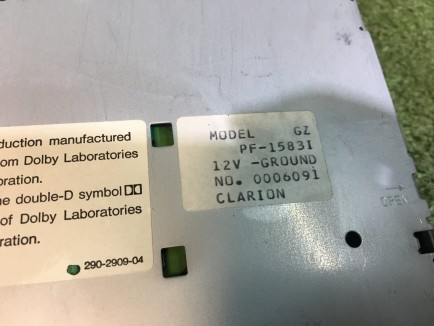 duction manufactured
om Dolby Laboratories
oration.
he double-D symbol
of Dolby Laboratories
ration.
290-2909-04
MODEL GZ
PF-1583I
12V -GROUND
NO. 0006091
CLARION
OPEN